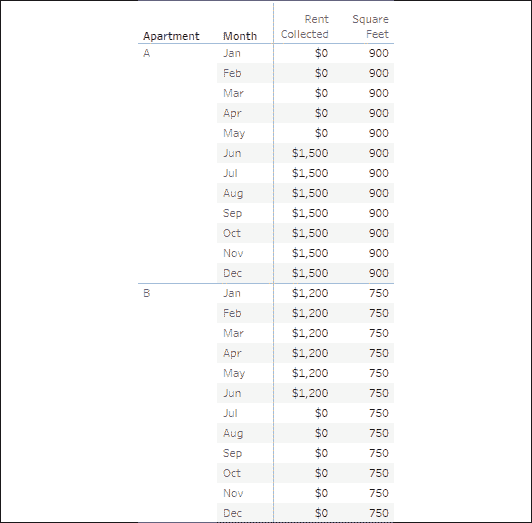 Rent Square
Apartment Month Collected Feet
A Jan $0 900
Feb $0 900
Mar $0 900
Apr $0 900
May $0 900
Jun $1,500 900
Jul $1,500 900
Aug $1,500 900
Sep $1,500 900
Oct $1,500 900
Nov $1,500 900
Dec $1,500 900
B Jan $1,200 750
Feb $1,200 750
Mar $1,200 750
Apr $1,200 750
May $1,200 750
Jun $1,200 750
Jul $0 750
Aug $0 750
Sep $0 750
Oct $0 750
Nov $0 750
Dec $0 750